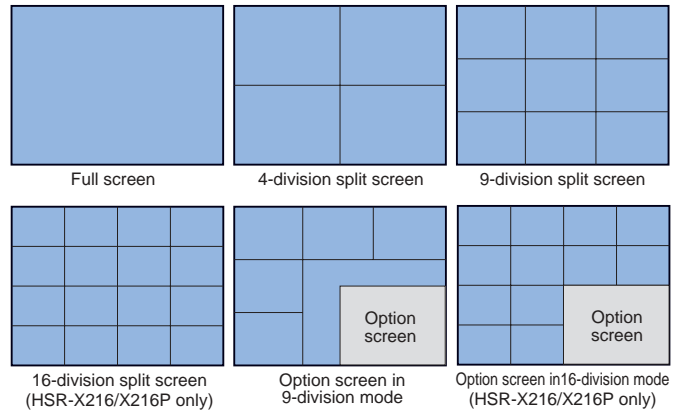 Full screen
4-division split screen
9-division split screen
Option
screen
Option
screen
16-division split screen
(HSR-X216/X216P only)
Option screen in
9-division mode
Option screen in16-division mode
(HSR-X216/X216P only)